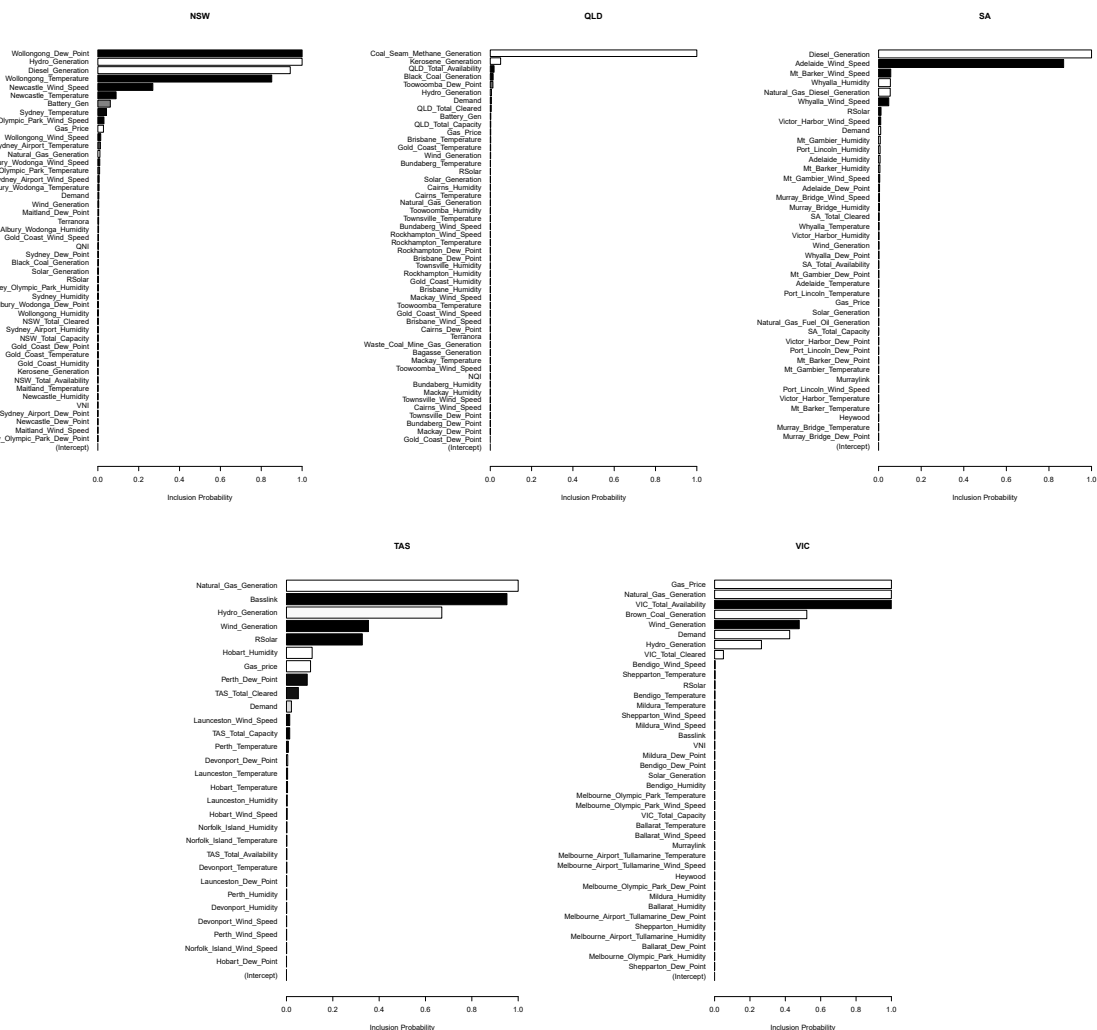 NSW
Wollongong_Dew_Point
Hydro_Generation
Diesel_Generation
Wollongong_Temperature
Newcastle_Wind_Speed
Newcastle_Temperature
Battery_Gen
Sydney_Temperature
Olympic_Park_Wind_Speed
Gas_Price
Wollongong_Wind_Speed
ydney_Airport_Temperature
Natural_Gas_Generation
ury_Wodonga_Wind_Speed
Olympic_Park_Temperature
ydney_Airport_Wind_Speed
ury_Wodonga_Temperature
Demand
Wind_Generation
Maitland_Dew_Point
Terranora
Albury_Wodonga_Humidity
Gold_Coast_Wind_Speed
QNI
Sydney_Dew_Point
Black_Coal_Generation
Solar_Generation
RSolar
ey_Olympic_Park_Humidity
Sydney_Humidity
bury_Wodonga_Dew_Point
Wollongong_Humidity
NSW_Total_Cleared
Sydney_Airport_Humidity
NSW_Total_Capacity
Gold_Coast_Dew_Point
Gold_Coast_Temperature
Gold_Coast_Humidity
Kerosene_Generation
NSW_Total_Availability
Maitland_Temperature
Newcastle_Humidity
VNI
Sydney_Airport_Dew_Point
Newcastle_Dew_Point
Maitland_Wind_Speed
_Olympic_Park_Dew_Point
(Intercept)
0.0 0.2 0.4 0.6 0.8 1.0
Inclusion Probability
QLD
Coal_Seam_Methane_Generation
Kerosene_Generation
QLD_Total_Availability
Black_Coal_Generation
Toowoomba_Dew_Point
Hydro_Generation
Demand
QLD_Total_Cleared
Battery_Gen
QLD_Total_Capacity
Gas_Price
Brisbane_Temperature
Gold_Coast_Temperature
Wind_Generation
Bundaberg_Temperature
RSolar
Solar_Generation
Cairns_Humidity
Cairns_Temperature
Natural_Gas_Generation
Toowoomba_Humidity
Townsville_Temperature
Bundaberg_Wind_Speed
Rockhampton_Wind_Speed
Rockhampton_Temperature
Rockhampton_Dew_Point
Brisbane_Dew_Point
Townsville_Humidity
Rockhampton_Humidity
Gold_Coast_Humidity
Brisbane_Humidity
Mackay_Wind_Speed
Toowoomba_Temperature
Gold_Coast_Wind_Speed
Brisbane_Wind_Speed
Cairns_Dew_Point
Terranora
Waste_Coal_Mine_Gas_Generation
Bagasse_Generation
Mackay_Temperature
Toowoomba_Wind_Speed
NQI
Bundaberg_Humidity
Mackay_Humidity
Townsville_Wind_Speed
Cairns_Wind_Speed
Townsville_Dew_Point
Bundaberg_Dew_Point
Mackay_Dew_Point
Gold_Coast_Dew_Point
(Intercept)
0.0 0.2 0.4 0.6 0.8 1.0
Inclusion Probability
SA
Diesel_Generation
Adelaide_Wind_Speed
Mt_Barker_Wind_Speed
Whyalla_Humidity
Natural_Gas_Diesel_Generation
Whyalla_Wind_Speed
RSolar
Victor_Harbor_Wind_Speed
Demand
Mt_Gambier_Humidity
Port_Lincoln_Humidity
Adelaide_Humidity
Mt_Barker_Humidity
Mt_Gambier_Wind_Speed
Adelaide_Dew_Point
Murray_Bridge_Wind_Speed
Murray_Bridge_Humidity
SA_Total_Cleared
Whyalla_Temperature
Victor_Harbor_Humidity
Wind_Generation
Whyalla_Dew_Point
SA_Total_Availability
Mt_Gambier_Dew_Point
Adelaide_Temperature
Port_Lincoln_Temperature
Gas_Price
Solar_Generation
Natural_Gas_Fuel_Oil_Generation
SA_Total_Capacity
Victor_Harbor_Dew_Point
Port_Lincoln_Dew_Point
Mt_Barker_Dew_Point
Mt_Gambier_Temperature
Murraylink
Port_Lincoln_Wind_Speed
Victor_Harbor_Temperature
Mt_Barker_Temperature
Heywood
Murray_Bridge_Temperature
Murray_Bridge_Dew_Point
(Intercept)
0.0 0.2 0.4 0.6 0.8 1.0
Inclusion Probability
TAS
Natural_Gas_Generation
Basslink
Hydro_Generation
Wind_Generation
RSolar
Hobart_Humidity
Gas_price
Perth_Dew_Point
TAS_Total_Cleared
Demand
Launceston_Wind_Speed
TAS_Total_Capacity
Perth_Temperature
Devonport_Dew_Point
Launceston_Temperature
Hobart_Temperature
Launceston_Humidity
Hobart_Wind_Speed
Norfolk_Island_Humidity
Norfolk_Island_Temperature
TAS_Total_Availability
Devonport_Temperature
Launceston_Dew_Point
Perth_Humidity
Devonport_Humidity
Devonport_Wind_Speed
Perth_Wind_Speed
Norfolk_Island_Wind_Speed
Hobart_Dew_Point
(Intercept)
0.0 0.2 0.4 0.6 0.8 1.0
Inclusion Probability
VIC
Gas_Price
Natural_Gas_Generation
VIC_Total_Availability
Brown_Coal_Generation
Wind_Generation
Demand
Hydro_Generation
VIC_Total_Cleared
Bendigo_Wind_Speed
Shepparton_Temperature
RSolar
Bendigo_Temperature
Mildura_Temperature
Shepparton_Wind_Speed
Mildura_Wind_Speed
Basslink
VNI
Mildura_Dew_Point
Bendigo_Dew_Point
Solar_Generation
Bendigo_Humidity
Melbourne_Olympic_Park_Temperature
Melbourne_Olympic_Park_Wind_Speed
VIC_Total_Capacity
Ballarat_Temperature
Ballarat_Wind_Speed
Murraylink
Melbourne_Airport_Tullamarine_Temperature
Melbourne_Airport_Tullamarine_Wind_Speed
Heywood
Melbourne_Olympic_Park_Dew_Point
Mildura_Humidity
Ballarat_Humidity
Melbourne_Airport_Tullamarine_Dew_Point
Shepparton_Humidity
Melbourne_Airport_Tullamarine_Humidity
Ballarat_Dew_Point
Melbourne_Olympic_Park_Humidity
Shepparton_Dew_Point
(Intercept)
0.0 0.2 0.4 0.6 0.8 1.0
Inclusion Probability